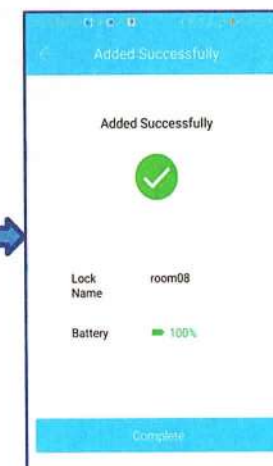 Added Successfully
Added Successfully
Lock room08
Name
Battery 100%
Complete